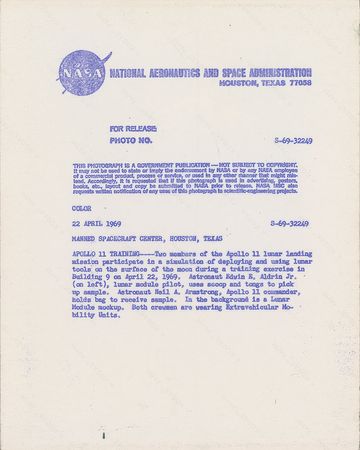 NASA
NATIONAL AERONAUTICS AND SPACE ADMINISTRATION
HOUSTON, TEXAS 77058
FOR RELEASE:
PHOTO NO.
S-69-32249
THIS PHOTOGRAPH IS A GOVERNMENT PUBLICATION — NOT SUBJECT TO COPYRIGHT.
It may not be used to state or imply the endorsement by NASA or by any NASA employee
of a commercial product, process or service, or used in any other manner that might mis-
lead. Accordingly, it is requested that if this photograph is used in advertising, posters,
books, etc., layout and copy be submitted to NASA prior to release. NASA MSC also
requests written notification of any uses of this photograph in scientific-engineering projects.
COLOR
22 APRIL 1969 S-69-32249
MANNED SPACECRAFT CENTER, HOUSTON, TEXAS
APOLLO 11 TRAINING----Two members of the Apollo 11 lunar landing
mission participate in a simulation of deploying and using lunar
tools on the surface of the moon during a training exercise in
Building 9 on April 22, 1969. Astronaut Edwin E. Aldrin Jr.
(on left), lunar module pilot, uses scoop and tongs to pick
up sample. Astronaut Neil A. Armstrong, Apollo 11 commander,
holds bag to receive sample. In the background is a Lunar
Module mockup. Both crewmen are wearing Extravehicular Mo-
bility Units.